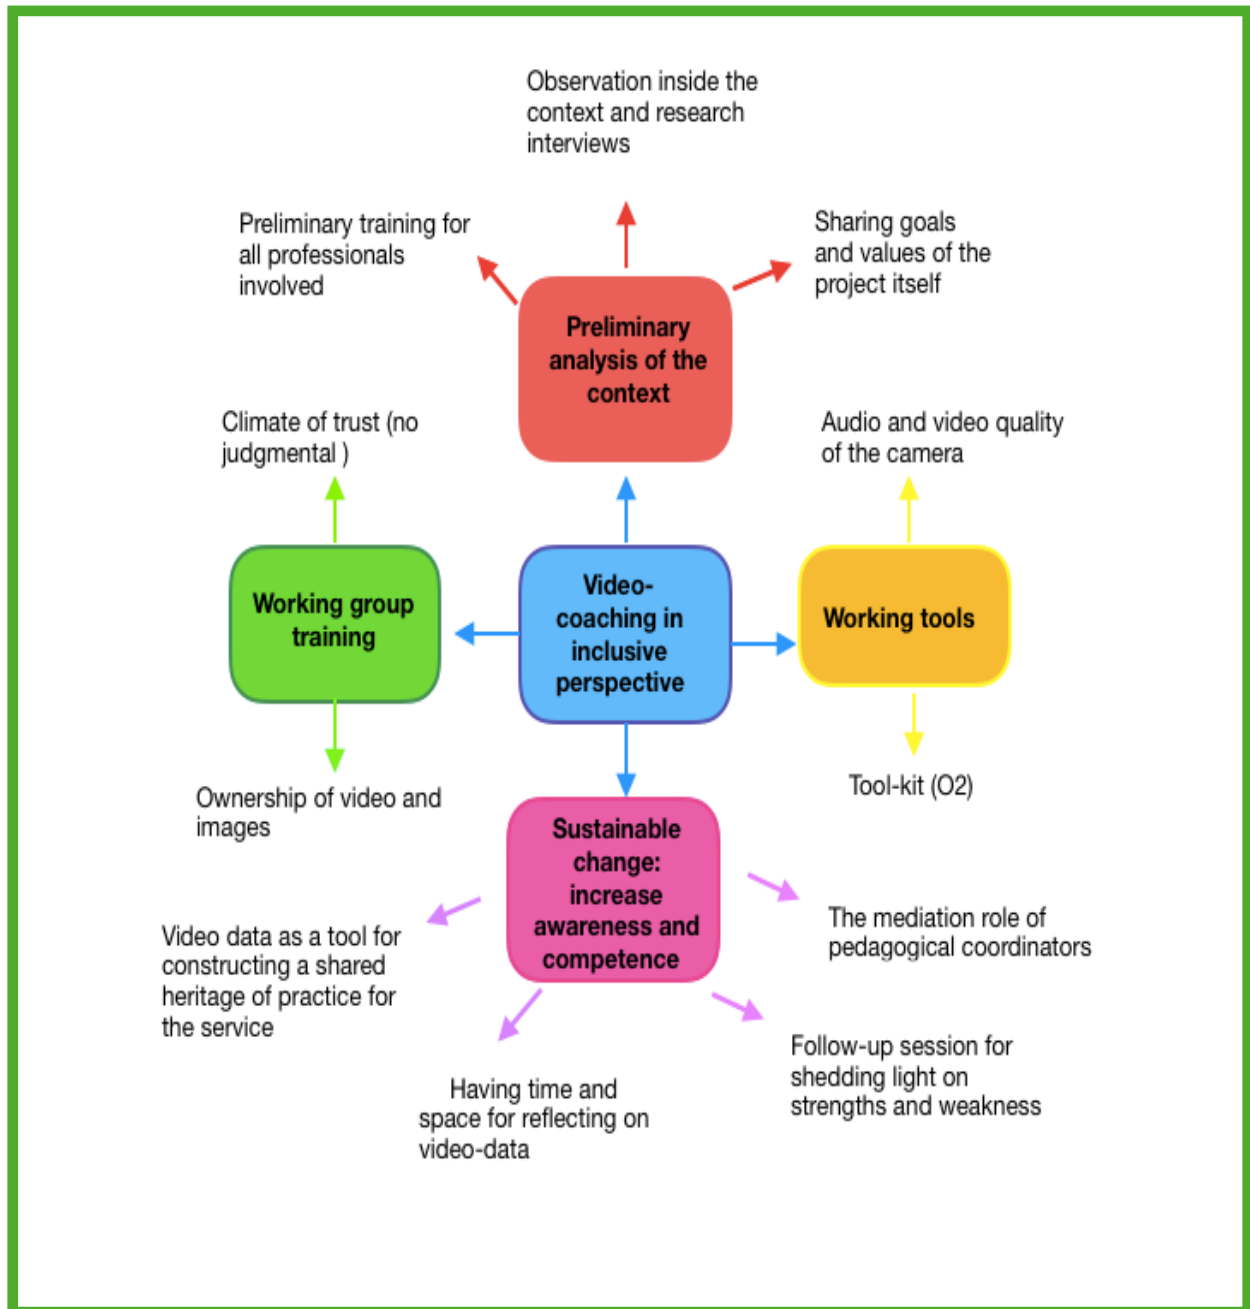 Observation inside the
context and research
interviews
Preliminary training for
all professionals
involved
Sharing goals
and values of the
project itself
Preliminary
analysis of the
context
Climate of trust (no
judgmental )
Audio and video quality
of the camera
Working group
training
Video-
coaching in
inclusive
perspective
Working tools
Ownership of video and
images
Tool-kit (O2)
Sustainable
change:
increase
awareness and
competence
Video data as a tool for
constructing a shared
heritage of practice for
the service
The mediation role of
pedagogical coordinators
Having time and
space for reflecting on
video-data
Follow-up session for
shedding light on
strengths and weakness